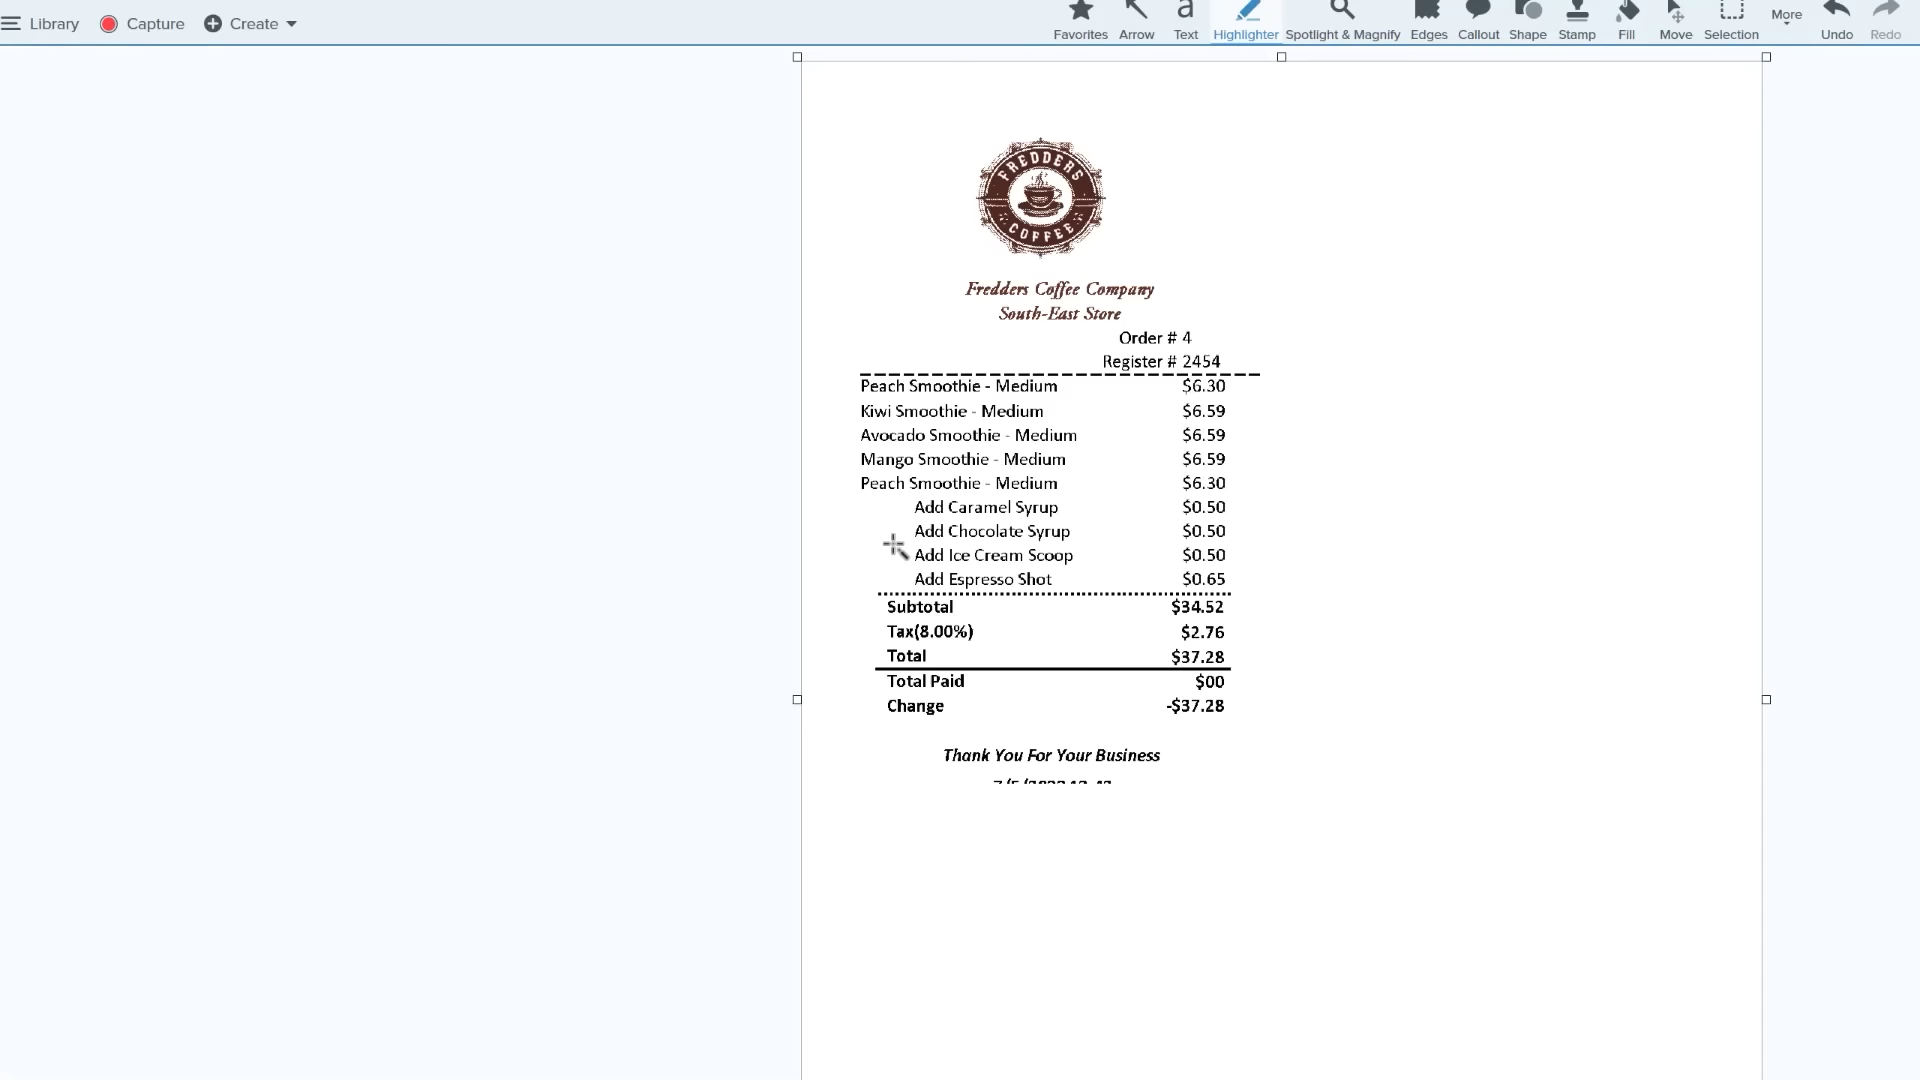 Library Capture Create
Favorites Arrow Text Highlighter Spotlight & Magnify Edges Callout Shape Stamp Fill Move Selection More Undo Redo
a
FREDDERS
COFFEE
Fredders Coffee Company
South-East Store
Order # 4
Register # 2454
Peach Smoothie - Medium $6.30
Kiwi Smoothie - Medium $6.59
Avocado Smoothie - Medium $6.59
Mango Smoothie - Medium $6.59
Peach Smoothie - Medium $6.30
Add Caramel Syrup $0.50
Add Chocolate Syrup $0.50
Add Ice Cream Scoop $0.50
Add Espresso Shot $0.65
Subtotal $34.52
Tax(8.00%) $2.76
Total $37.28
Total Paid $00
Change -$37.28
Thank You For Your Business